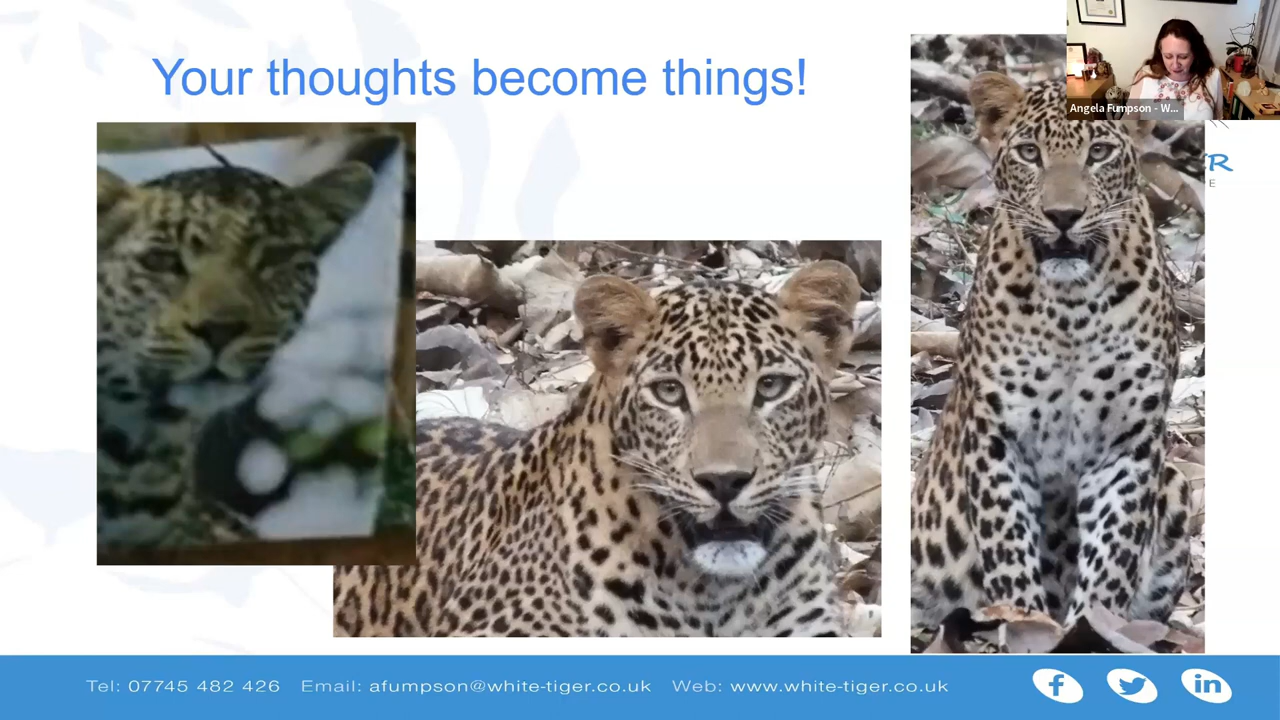 Your thoughts become things!
Angela Fumpson - W...
R
E
Tel: 07745 482 426 Email: afumpson@white-tiger.co.uk Web: www.white-tiger.co.uk